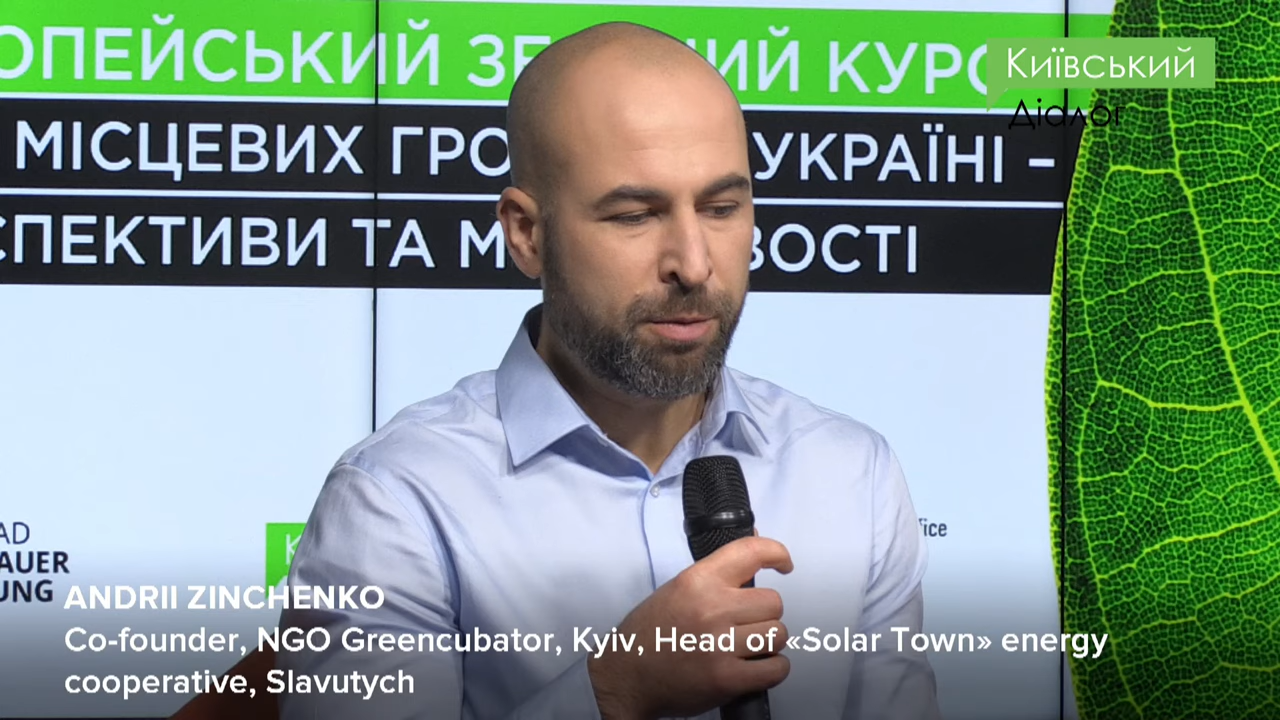 ОПЕЙСЬКИЙ ЗЕ ИЙ КУРС
Київський
Діалог
МІСЦЕВИХ ГРО УКРАЇНІ –
СПЕКТИВИ ТА М ВОСТІ
AD
AUER
UNG
fice
ANDRII ZINCHENKO
Co-founder, NGO Greencubator, Kyiv, Head of «Solar Town» energy
cooperative, Slavutych